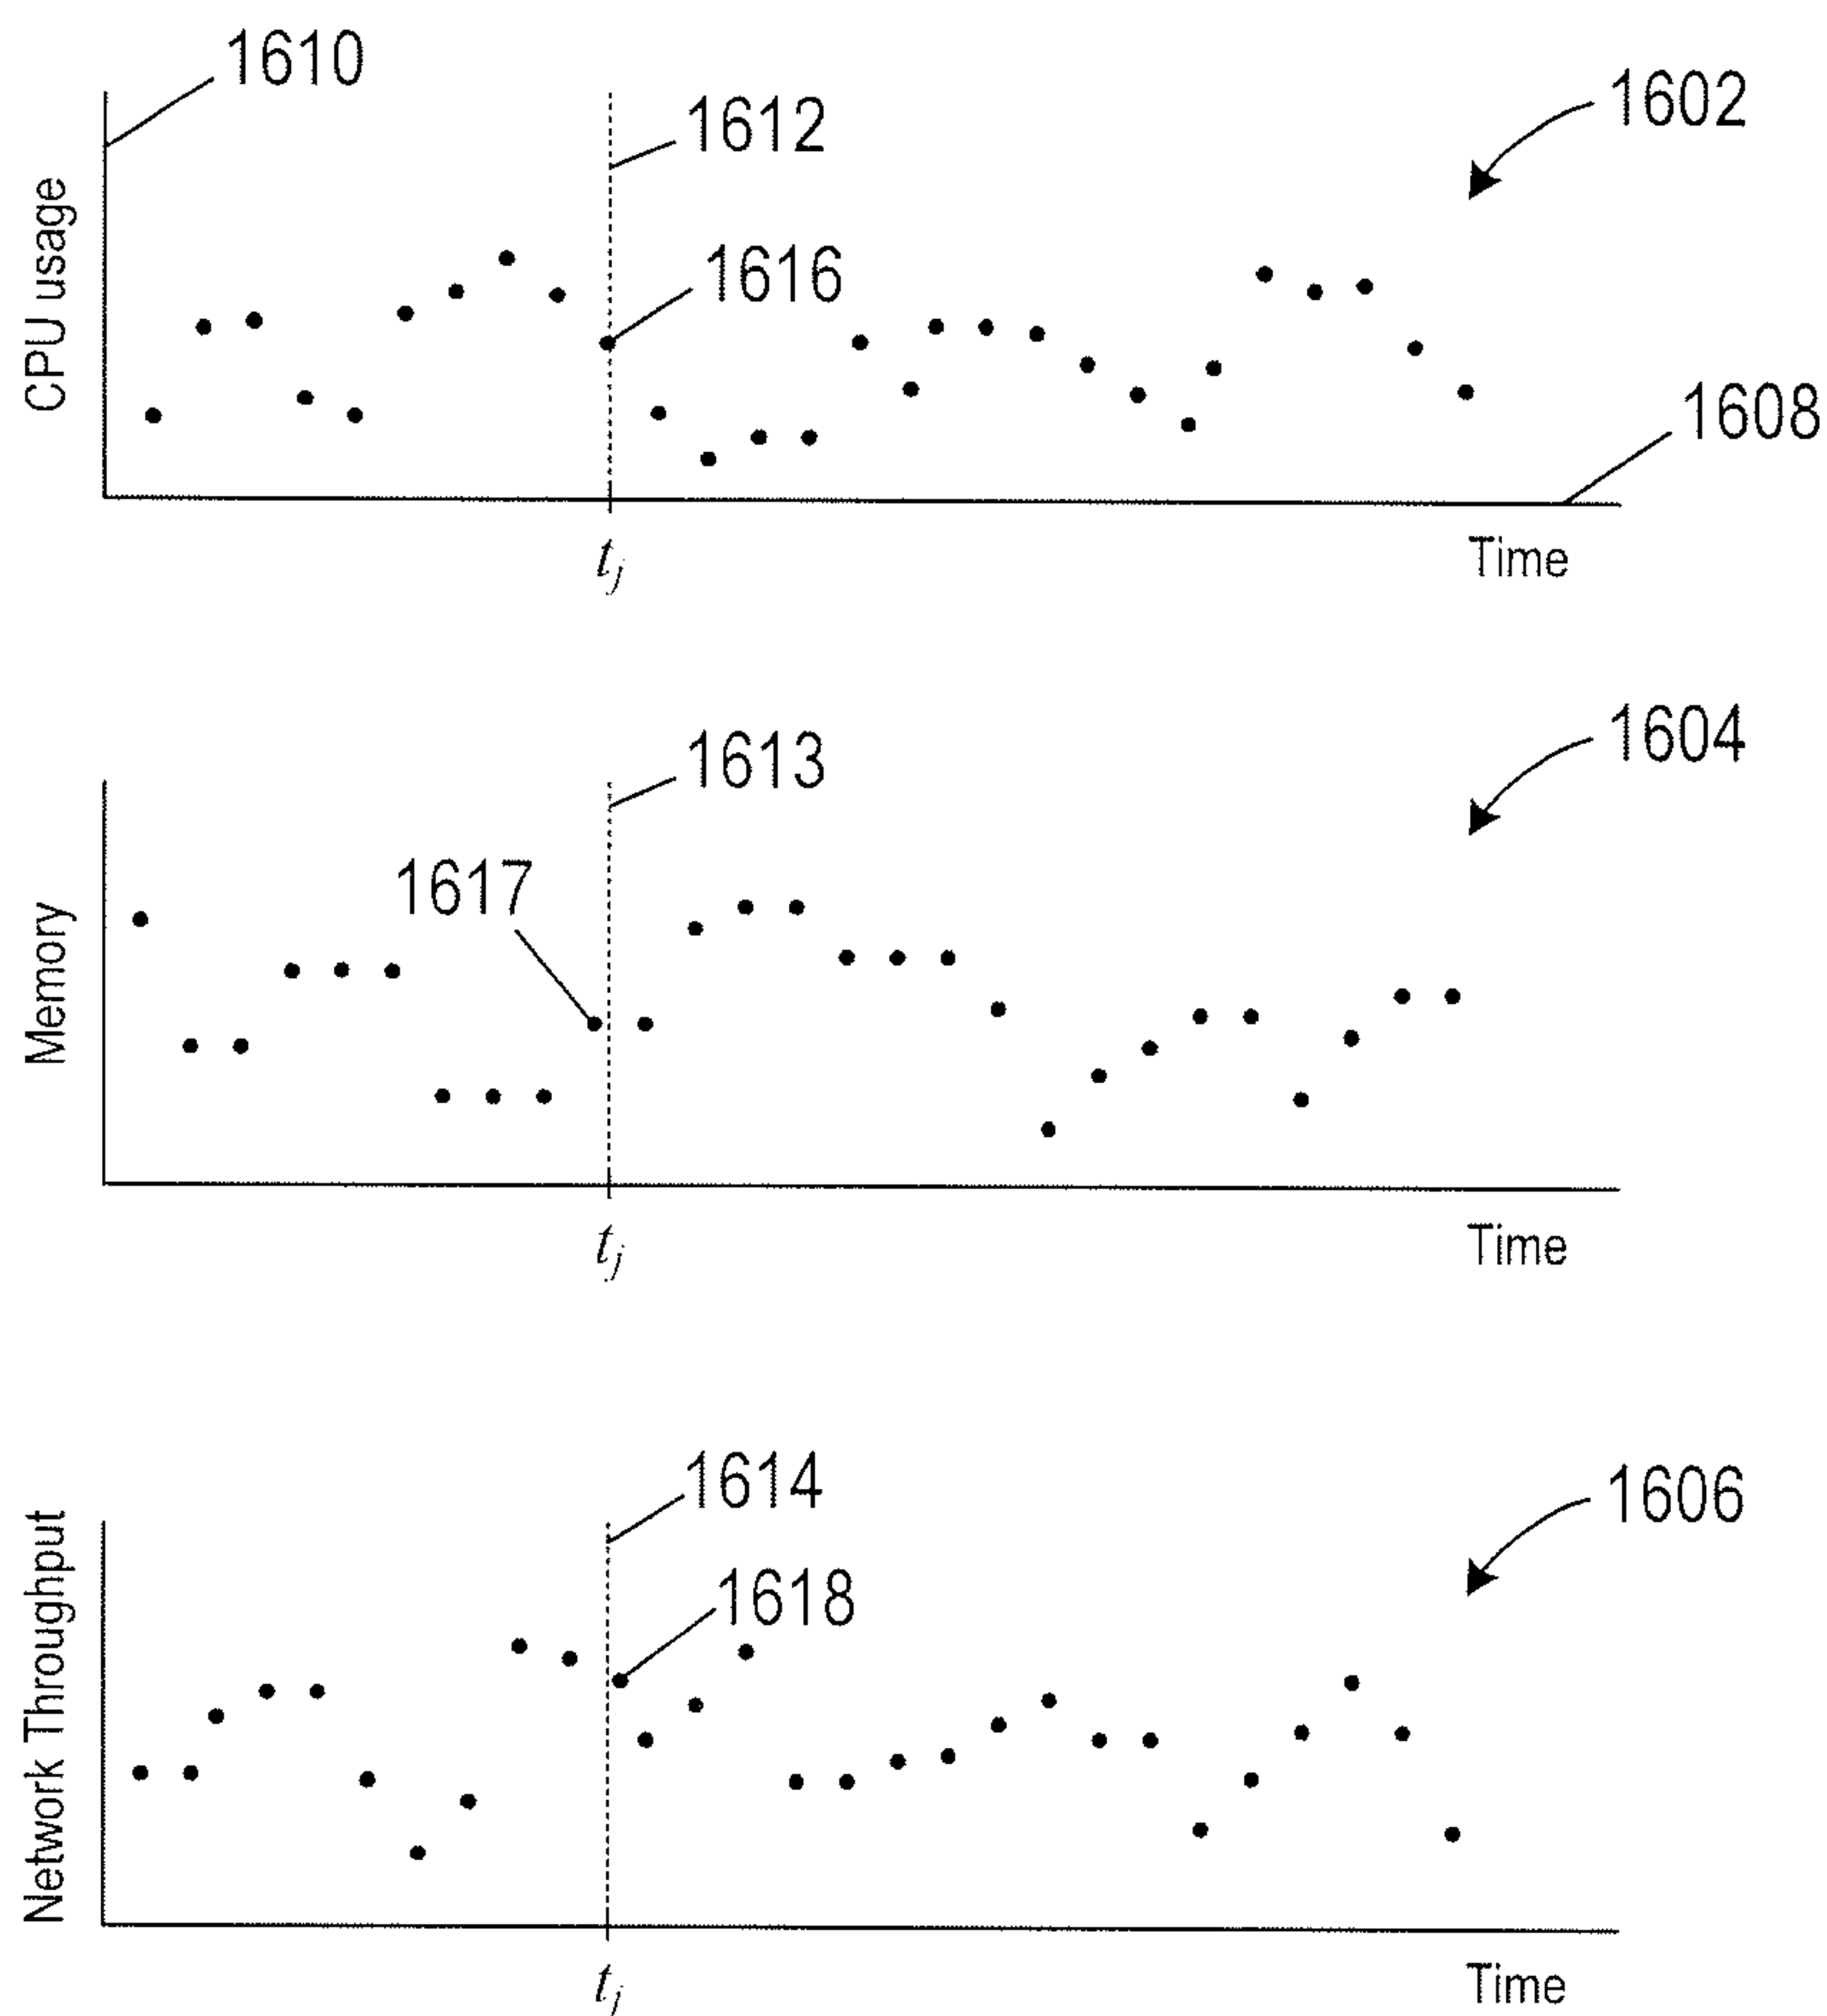 1610
1602
1612
CPU usage
1616
1608
t_j
Time
1604
1613
1617
Memory
t_j
Time
1614
1606
1618
Network Throughput
t_j
Time